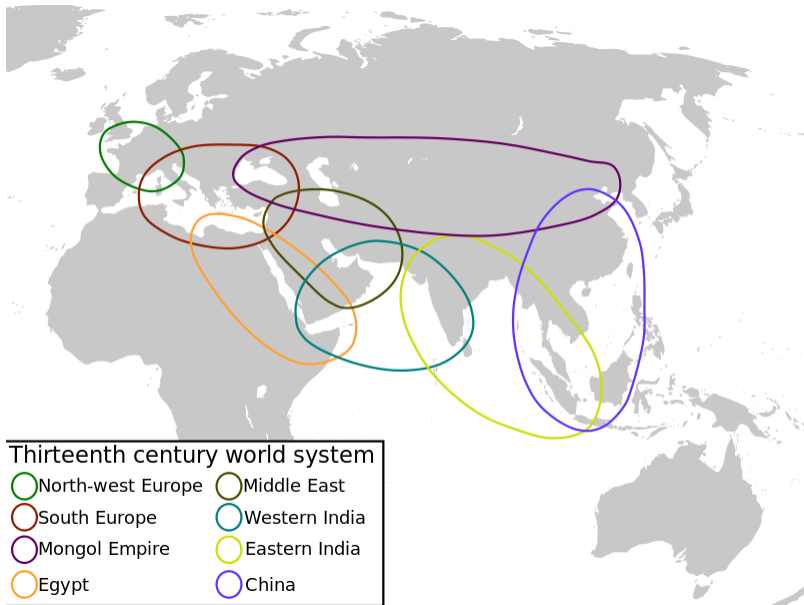 Thirteenth century world system
North-west Europe
Middle East
South Europe
Western India
Mongol Empire
Eastern India
Egypt
China